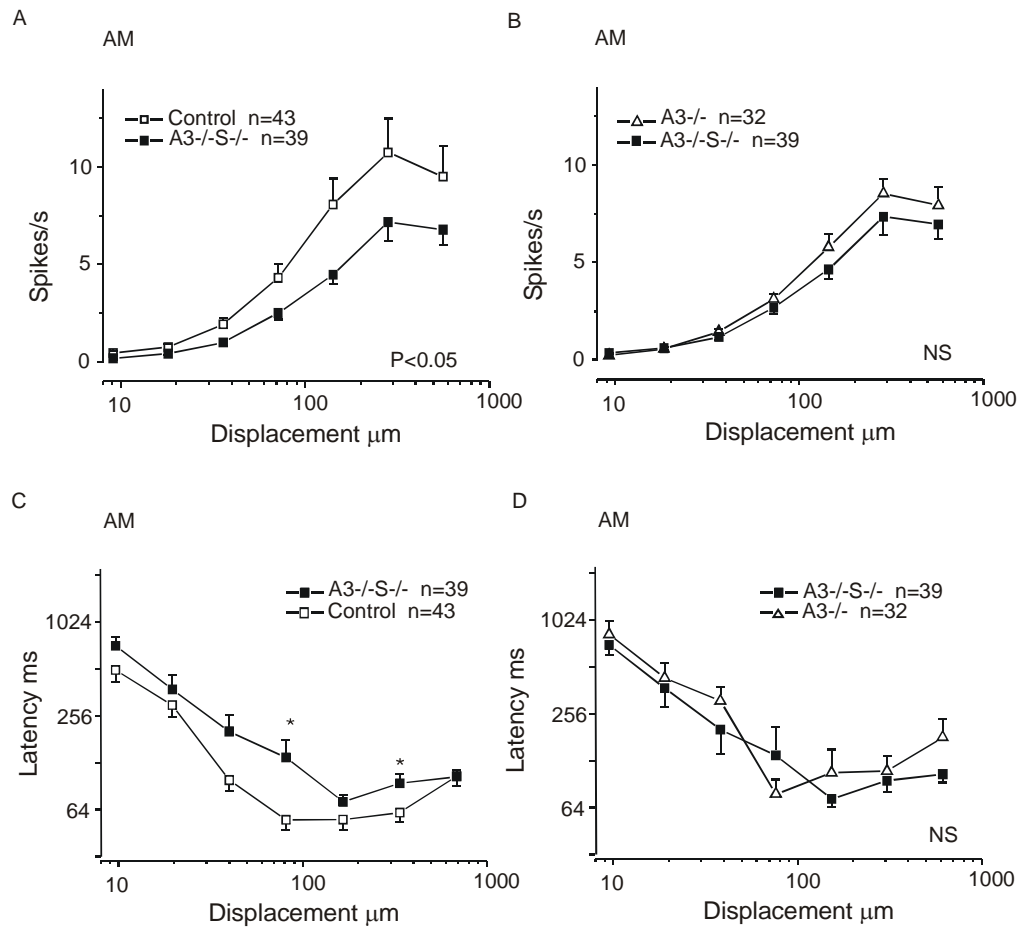 A
AM
Control n=43
A3-/-S-/- n=39
10
5
0
Spikes/s
P<0.05
10
100
1000
Displacement μm
B
AM
A3-/- n=32
A3-/-S-/- n=39
10
5
0
Spikes/s
NS
10
100
1000
Displacement μm
C
AM
A3-/-S-/- n=39
Control n=43
1024
256
64
Latency ms
*
*
10
100
1000
Displacement μm
D
AM
A3-/-S-/- n=39
A3-/- n=32
1024
256
64
Latency ms
NS
10
100
1000
Displacement μm